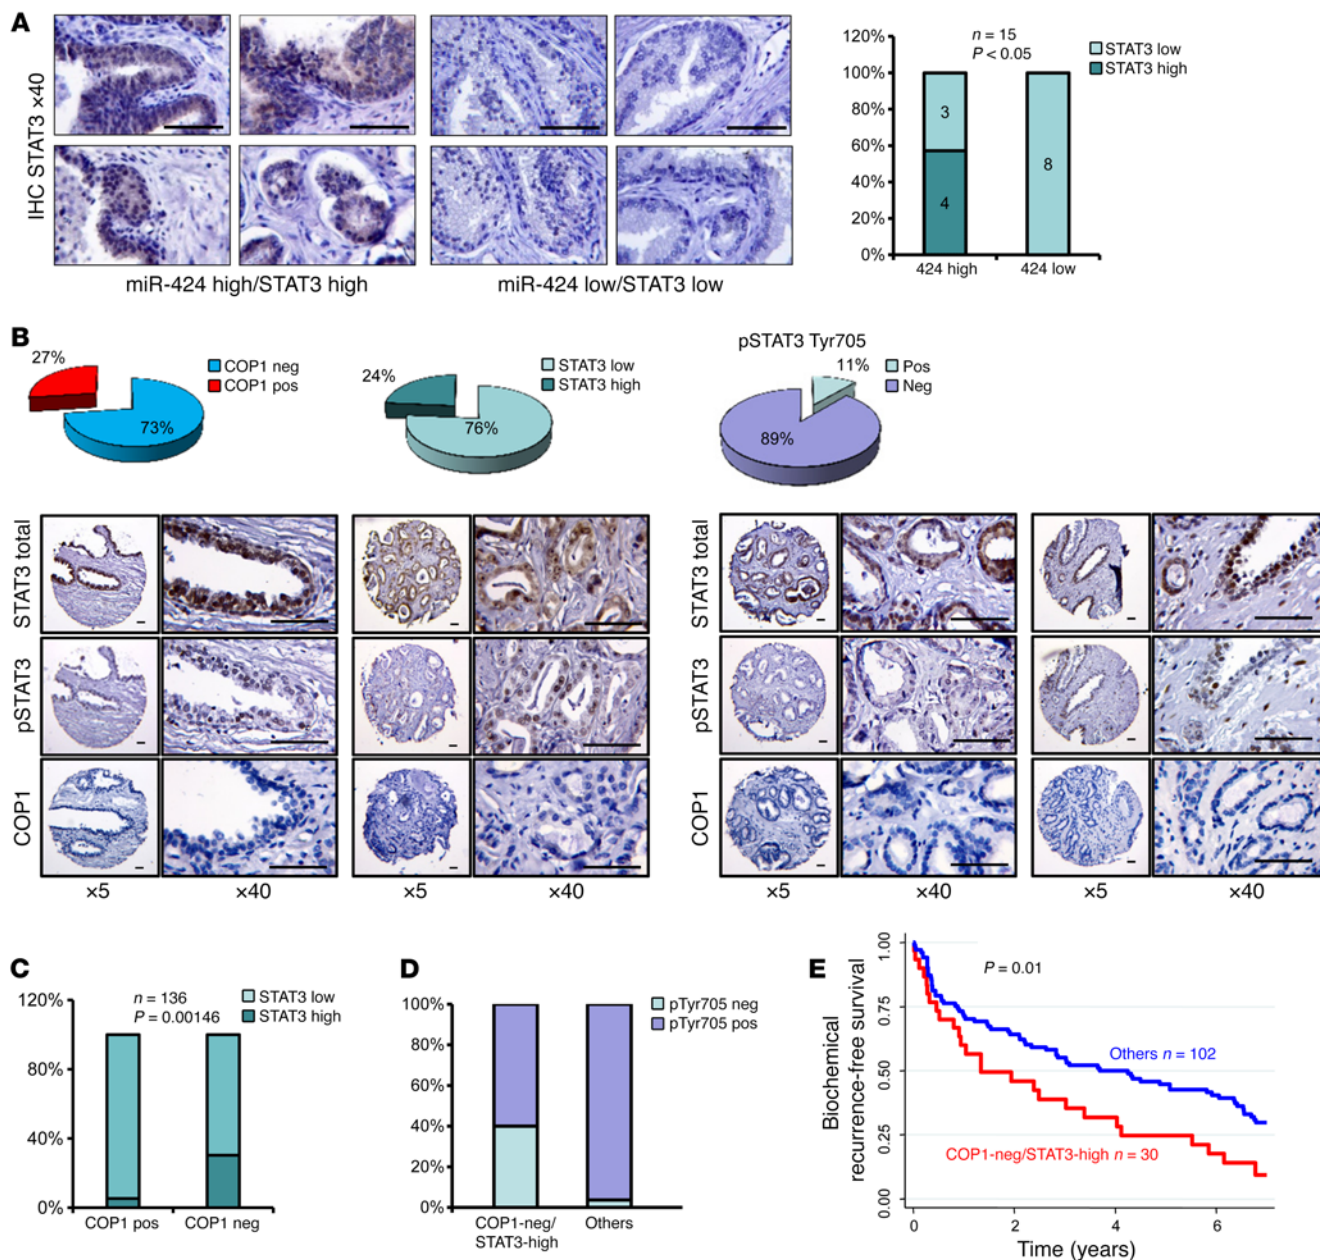 A
IHC STAT3 ×40
miR-424 high/STAT3 high
miR-424 low/STAT3 low
n = 15
P < 0.05
STAT3 low
STAT3 high
120%
100%
80%
60%
40%
20%
0%
3
4
8
424 high
424 low
B
27%
73%
COP1 neg
COP1 pos
24%
76%
STAT3 low
STAT3 high
pSTAT3 Tyr705
11%
89%
Pos
Neg
STAT3 total
pSTAT3
COP1
×5
×40
×5
×40
STAT3 total
pSTAT3
COP1
×5
×40
×5
×40
C
120%
80%
40%
0%
n = 136
P = 0.00146
STAT3 low
STAT3 high
COP1 pos
COP1 neg
D
100%
80%
60%
40%
20%
0%
pTyr705 neg
pTyr705 pos
COP1-neg/
STAT3-high
Others
E
Biochemical
recurrence-free survival
1.00
0.75
0.50
0.25
0.00
P = 0.01
Others n = 102
COP1-neg/STAT3-high n = 30
0
2
4
6
Time (years)